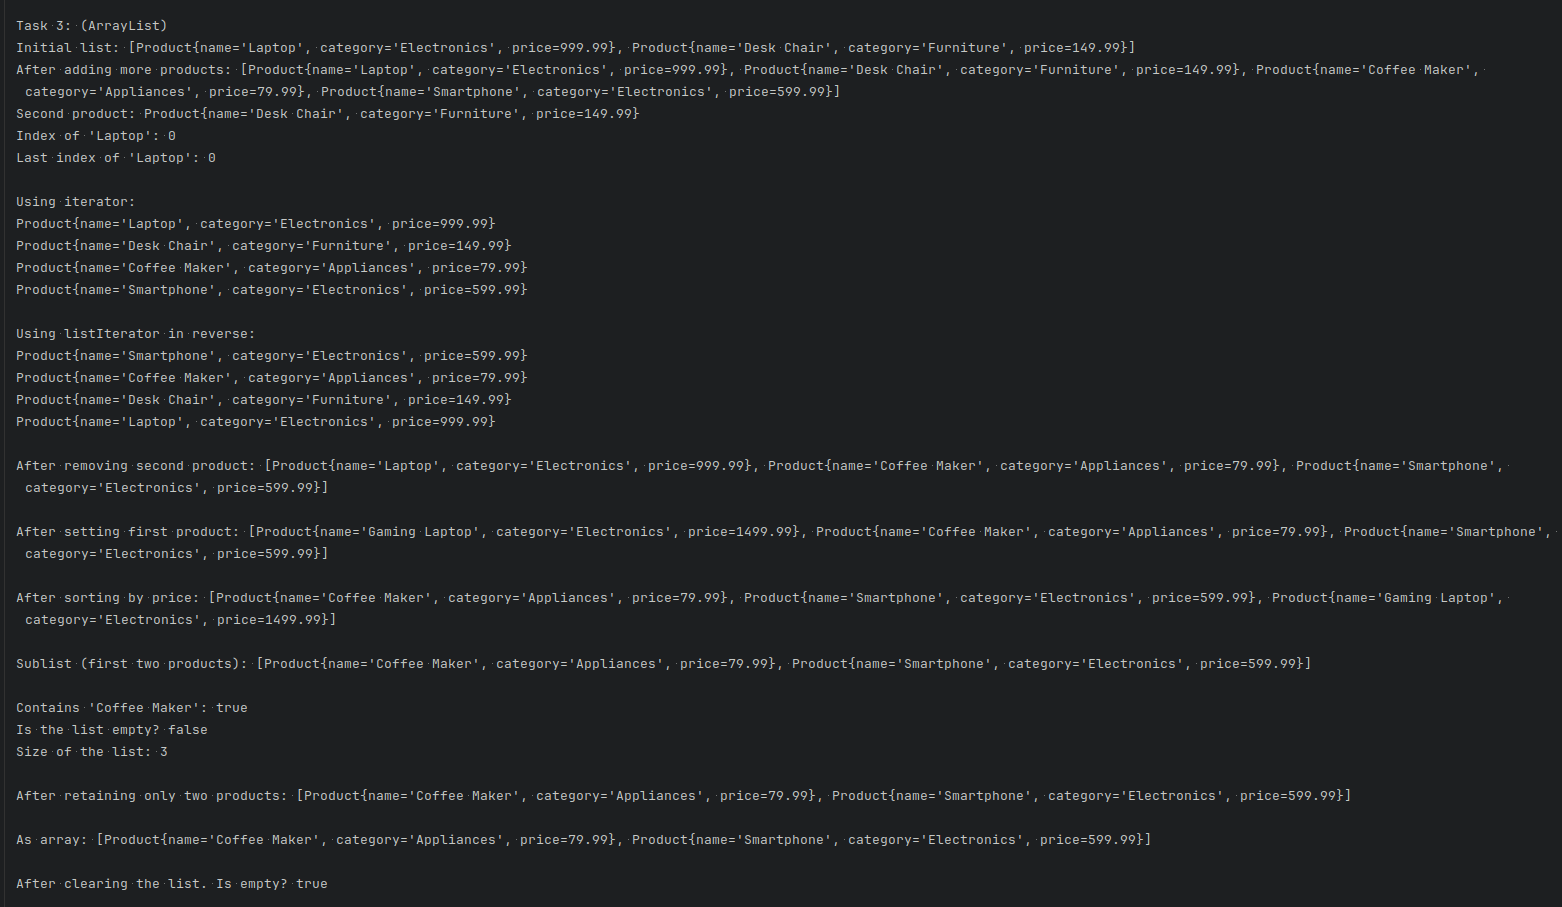 Task 3: (ArrayList)
Initial list: [Product{name='Laptop', category='Electronics', price=999.99}, Product{name='Desk Chair', category='Furniture', price=149.99}]
After adding more products: [Product{name='Laptop', category='Electronics', price=999.99}, Product{name='Desk Chair', category='Furniture', price=149.99}, Product{name='Coffee Maker',
category='Appliances', price=79.99}, Product{name='Smartphone', category='Electronics', price=599.99}]
Second product: Product{name='Desk Chair', category='Furniture', price=149.99}
Index of 'Laptop': 0
Last index of 'Laptop': 0
Using iterator:
Product{name='Laptop', category='Electronics', price=999.99}
Product{name='Desk Chair', category='Furniture', price=149.99}
Product{name='Coffee Maker', category='Appliances', price=79.99}
Product{name='Smartphone', category='Electronics', price=599.99}
Using listIterator in reverse:
Product{name='Smartphone', category='Electronics', price=599.99}
Product{name='Coffee Maker', category='Appliances', price=79.99}
Product{name='Desk Chair', category='Furniture', price=149.99}
Product{name='Laptop', category='Electronics', price=999.99}
After removing second product: [Product{name='Laptop', category='Electronics', price=999.99}, Product{name='Coffee Maker', category='Appliances', price=79.99}, Product{name='Smartphone',
category='Electronics', price=599.99}]
After setting first product: [Product{name='Gaming Laptop', category='Electronics', price=1499.99}, Product{name='Coffee Maker', category='Appliances', price=79.99}, Product{name='Smartphone',
category='Electronics', price=599.99}]
After sorting by price: [Product{name='Coffee Maker', category='Appliances', price=79.99}, Product{name='Smartphone', category='Electronics', price=599.99}, Product{name='Gaming Laptop',
category='Electronics', price=1499.99}]
Sublist (first two products): [Product{name='Coffee Maker', category='Appliances', price=79.99}, Product{name='Smartphone', category='Electronics', price=599.99}]
Contains 'Coffee Maker': true
Is the list empty? false
Size of the list: 3
After retaining only two products: [Product{name='Coffee Maker', category='Appliances', price=79.99}, Product{name='Smartphone', category='Electronics', price=599.99}]
As array: [Product{name='Coffee Maker', category='Appliances', price=79.99}, Product{name='Smartphone', category='Electronics', price=599.99}]
After clearing the list. Is empty? true